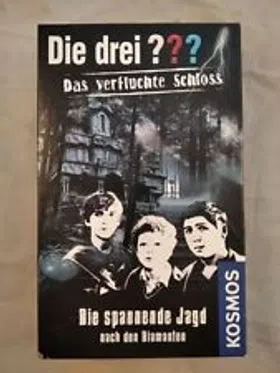 Die drei ???
Das verfluchte Schloss
Die spannende Jagd
nach den Diamanten
KOSMOS